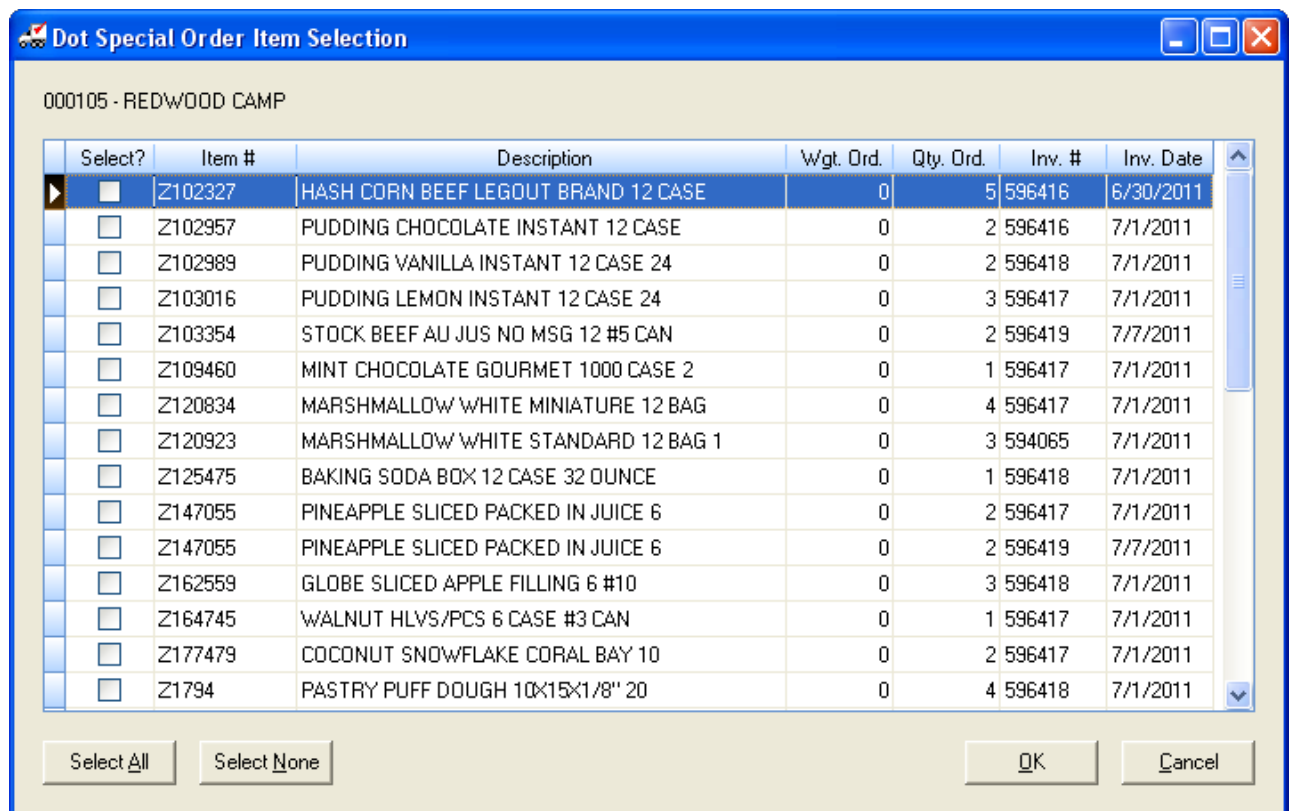 Dot Special Order Item Selection
000105 - REDWOOD CAMP
Select? Item # Description Wgt. Ord. Qty. Ord. Inv. # Inv. Date
Z102327 HASH CORN BEEF LEGOUT BRAND 12 CASE 0 5 596416 6/30/2011
Z102957 PUDDING CHOCOLATE INSTANT 12 CASE 0 2 596416 7/1/2011
Z102989 PUDDING VANILLA INSTANT 12 CASE 24 0 2 596418 7/1/2011
Z103016 PUDDING LEMON INSTANT 12 CASE 24 0 3 596417 7/1/2011
Z103354 STOCK BEEF AU JUS NO MSG 12 #5 CAN 0 2 596419 7/7/2011
Z109460 MINT CHOCOLATE GOURMET 1000 CASE 2 0 1 596417 7/1/2011
Z120834 MARSHMALLOW WHITE MINIATURE 12 BAG 0 4 596417 7/1/2011
Z120923 MARSHMALLOW WHITE STANDARD 12 BAG 1 0 3 594065 7/1/2011
Z125475 BAKING SODA BOX 12 CASE 32 OUNCE 0 1 596418 7/1/2011
Z147055 PINEAPPLE SLICED PACKED IN JUICE 6 0 2 596417 7/1/2011
Z147055 PINEAPPLE SLICED PACKED IN JUICE 6 0 2 596419 7/7/2011
Z162559 GLOBE SLICED APPLE FILLING 6 #10 0 3 596418 7/1/2011
Z164745 WALNUT HLVS/PCS 6 CASE #3 CAN 0 1 596417 7/1/2011
Z177479 COCONUT SNOWFLAKE CORAL BAY 10 0 2 596417 7/1/2011
Z1794 PASTRY PUFF DOUGH 10X15X1/8" 20 0 4 596418 7/1/2011
Select All Select None OK Cancel